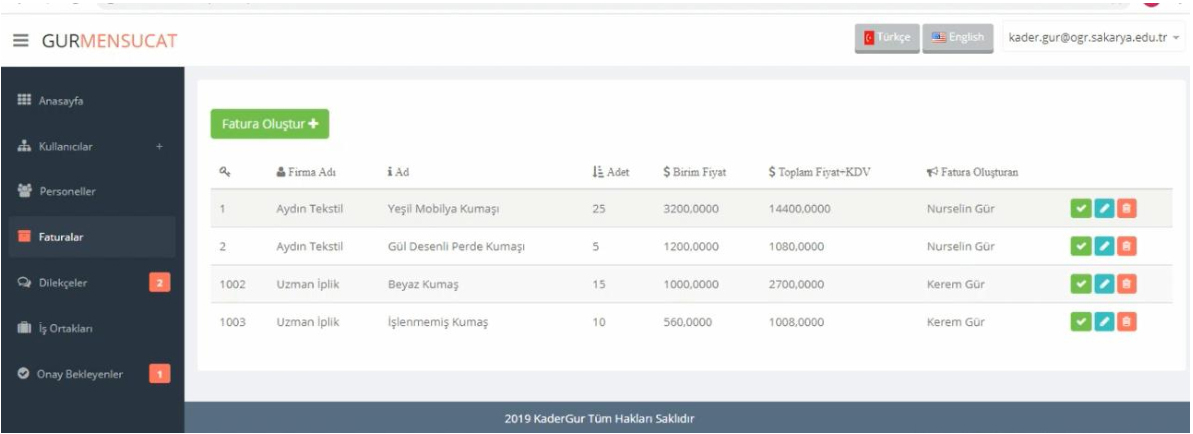 GURMENSUCAT
Türkçe
English
kader.gur@ogr.sakarya.edu.tr
Anasayfa
Kullanıcılar +
Personeller
Faturalar
Dilekçeler 2
İş Ortakları
Onay Bekleyenler 1
Fatura Oluştur +
Firma Adı Ad Adet $ Birim Fiyat $ Toplam Fiyat+KDV Fatura Oluşturan
1 Aydın Tekstil Yeşil Mobilya Kumaşı 25 3200,0000 14400,0000 Nurselin Gür
2 Aydın Tekstil Gül Desenli Perde Kumaşı 5 1200,0000 1080,0000 Nurselin Gür
1002 Uzman İplik Beyaz Kumaş 15 1000,0000 2700,0000 Kerem Gür
1003 Uzman İplik İşlenmemiş Kumaş 10 560,0000 1008,0000 Kerem Gür
2019 KaderGur Tüm Hakları Saklıdır